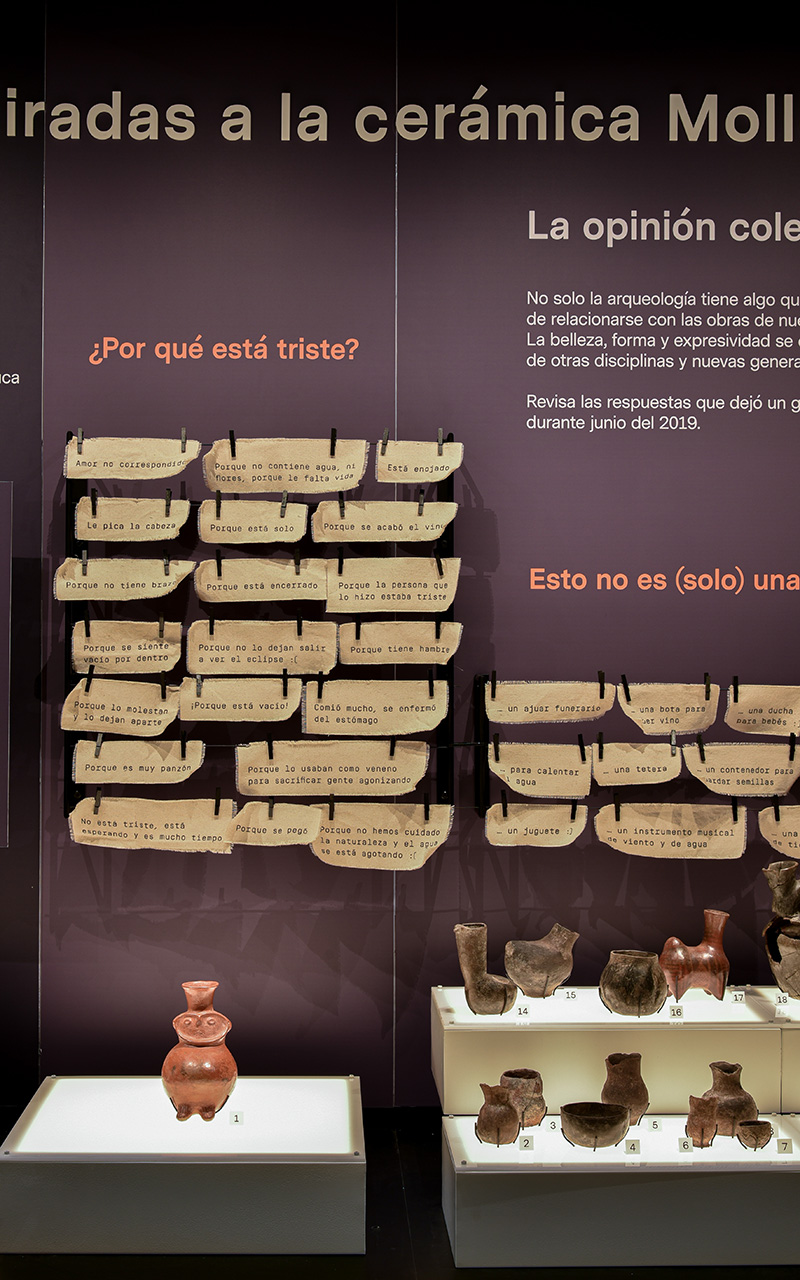 iradas a la cerámica Moll
La opinión cole
No solo la arqueología tiene algo qu
de relacionarse con las obras de nue
La belleza, forma y expresividad se
de otras disciplinas y nuevas genera
Revisa las respuestas que dejó un g
durante junio del 2019.
uca
¿Por qué está triste?
Amor no correspondido
Porque no contiene agua, ni
flores, porque le falta vida
Está enojado
Le pica la cabeza
Porque está solo
Porque se acabó el vino
Porque no tiene brazo
Porque está encerrado
Porque la persona que
lo hizo estaba triste
Porque se siente
vacío por dentro
Porque no lo dejan salir
a ver el eclipse :(
Porque tiene hambre
Porque lo molestan
y lo dejan aparte
¡Porque está vacío!
Comió mucho, se enfermó
del estómago
Porque es muy panzón
Porque lo usaban como veneno
para sacrificar gente agonizando
No está triste, está
esperando y es mucho tiempo
Porque se pegó
Porque no hemos cuidado
la naturaleza y el agua
se está agotando :(
Esto no es (solo) una
… un ajuar funerario
… una bota para
ver vino
… una ducha
para bebés :)
… para calentar
agua
… una tetera
… un contenedor para
ardar semillas
… un juguete :)
… un instrumento musical
de viento y de agua
… una
de ti
1
14
15
16
17
18
2
3
4
5
6
7